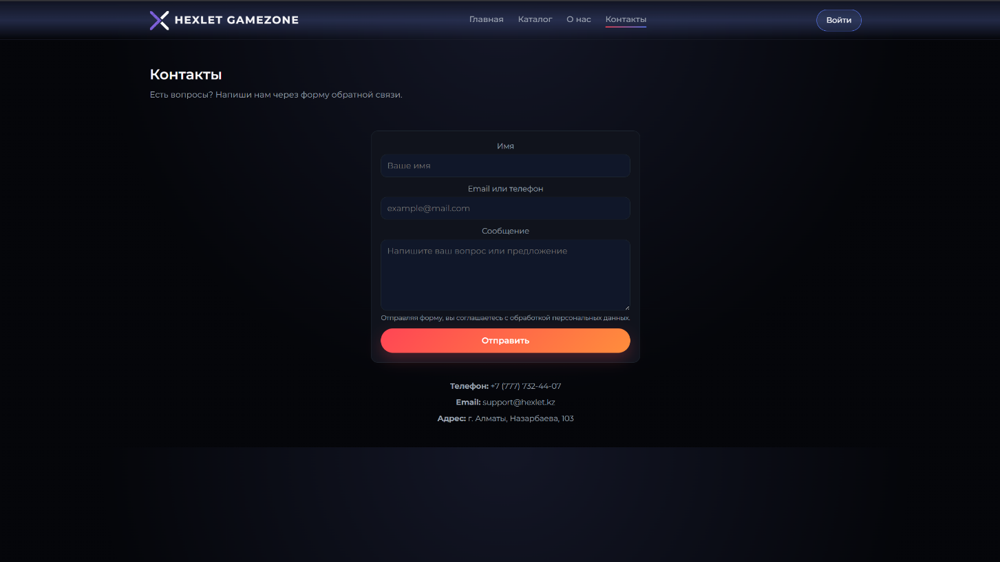 HEXLET GAMEZONE
Главная Каталог О нас Контакты
Войти
Контакты
Есть вопросы? Напиши нам через форму обратной связи.
Имя
Ваше имя
Email или телефон
example@mail.com
Сообщение
Напишите ваш вопрос или предложение
Отправляя форму, вы соглашаетесь с обработкой персональных данных.
Отправить
Телефон: +7 (777) 732-44-07
Email: support@hexlet.kz
Адрес: г. Алматы, Назарбаева, 103